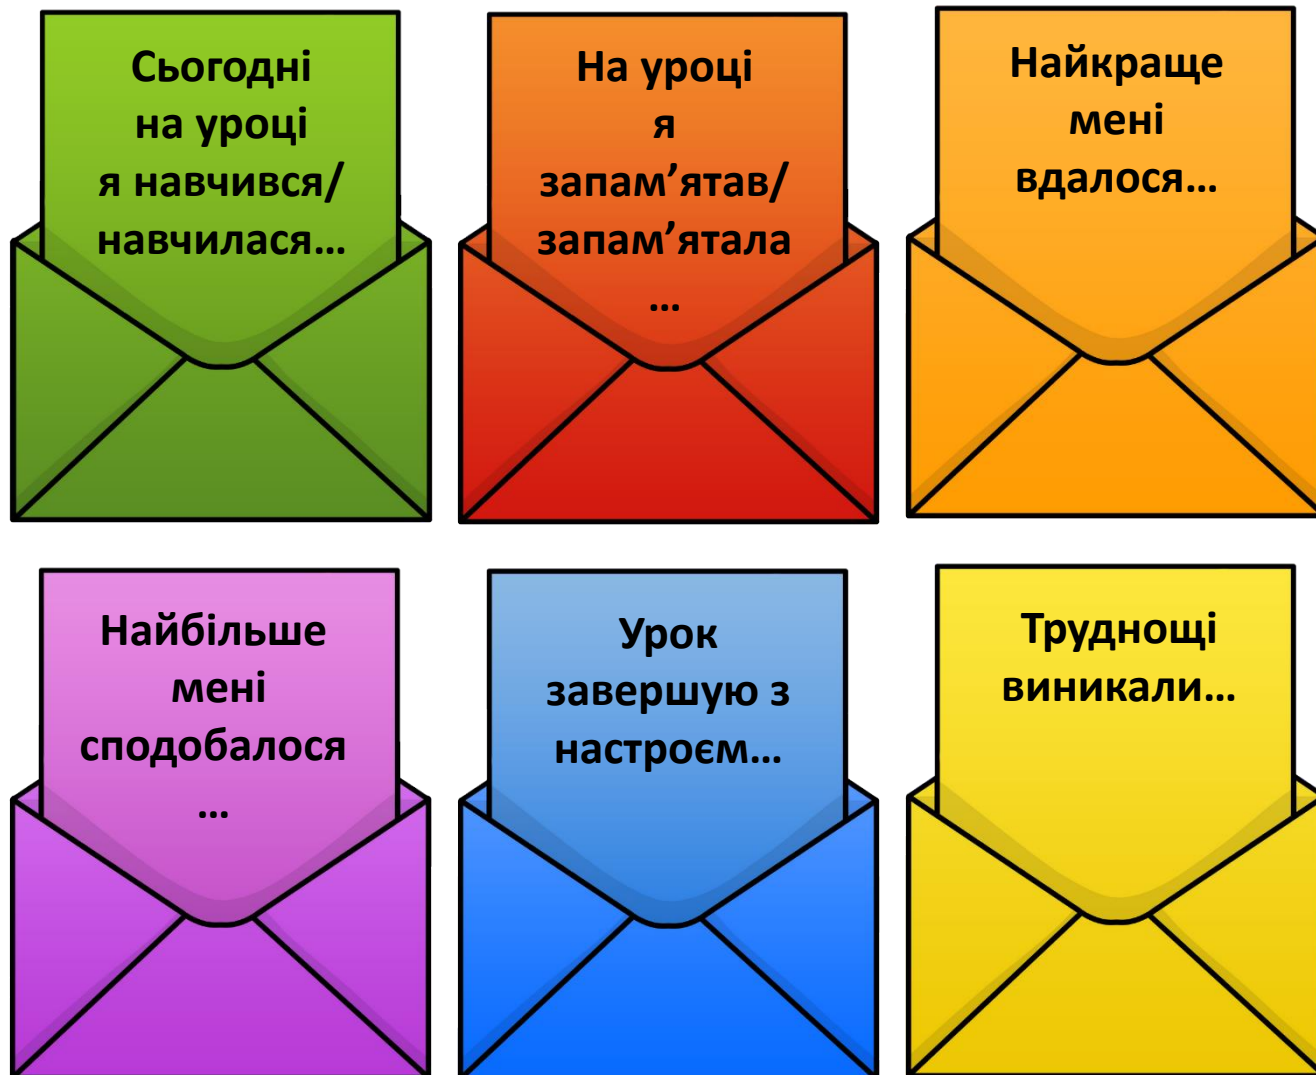 Сьогодні
на уроці
я навчився/
навчилася...
На уроці
я
запам’ятав/
запам’ятала
...
Найкраще
мені
вдалося...
Найбільше
мені
сподобалося
...
Урок
завершую з
настроєм...
Труднощі
виникали...